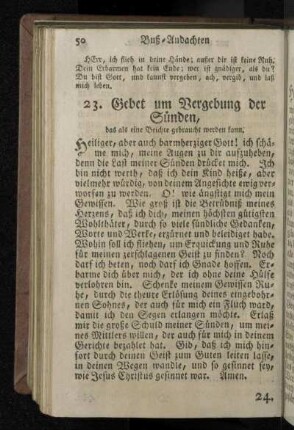 50 Buß-Andachten
HErr, ich flieh in deine Hände; außer dir ist keine Ruh,
Dein Erbarmen hat kein Ende; wer ist gnädiger, als du?
Du bist Gott, und kannst vergeben, ach, vergib, und laß
mich leben.
23. Gebet um Vergebung der
Sünden,
das als eine Beichte gebraucht werden kann.
Heiliger, aber auch barmherziger Gott! ich schä-
me mich, meine Augen zu dir aufzuheben,
denn die Last meiner Sünden drücket mich. Ich
bin nicht werth, daß ich dein Kind heiße, aber
vielmehr würdig, von deinem Angesichte ewig ver-
worfen zu werden. O! wie ängstigt mich mein
Gewissen. Wie groß ist die Betrübniß meines
Herzens, daß ich dich, meinen höchsten gütigsten
Wohlthäter, durch so viele sündliche Gedanken,
Worte und Werke, erzürnet und beleidiget habe.
Wohin soll ich fliehen, um Erquickung und Ruhe
für meinen zerschlagenen Geist zu finden? Noch
darf ich beten, noch darf ich Gnade hoffen. Er-
barme dich über mich, der ich ohne deine Hülfe
verlohren bin. Schenke meinem Gewissen Ru-
he, durch die theure Erlösung deines eingebohr-
nen Sohnes, der auch für mich ein Fluch ward,
damit ich den Segen erlangen möchte. Erlaß
mir die große Schuld meiner Sünden, um mei-
nes Mittlers willen, der auch für mich in deinem
Gerichte bezahlet hat. Gib, daß ich mich hin-
fort durch deinen Geist zum Guten leiten lasse,
in deinen Wegen wandle, und so gesinnet sey,
wie Jesus Christus gesinnet war. Amen.
24.